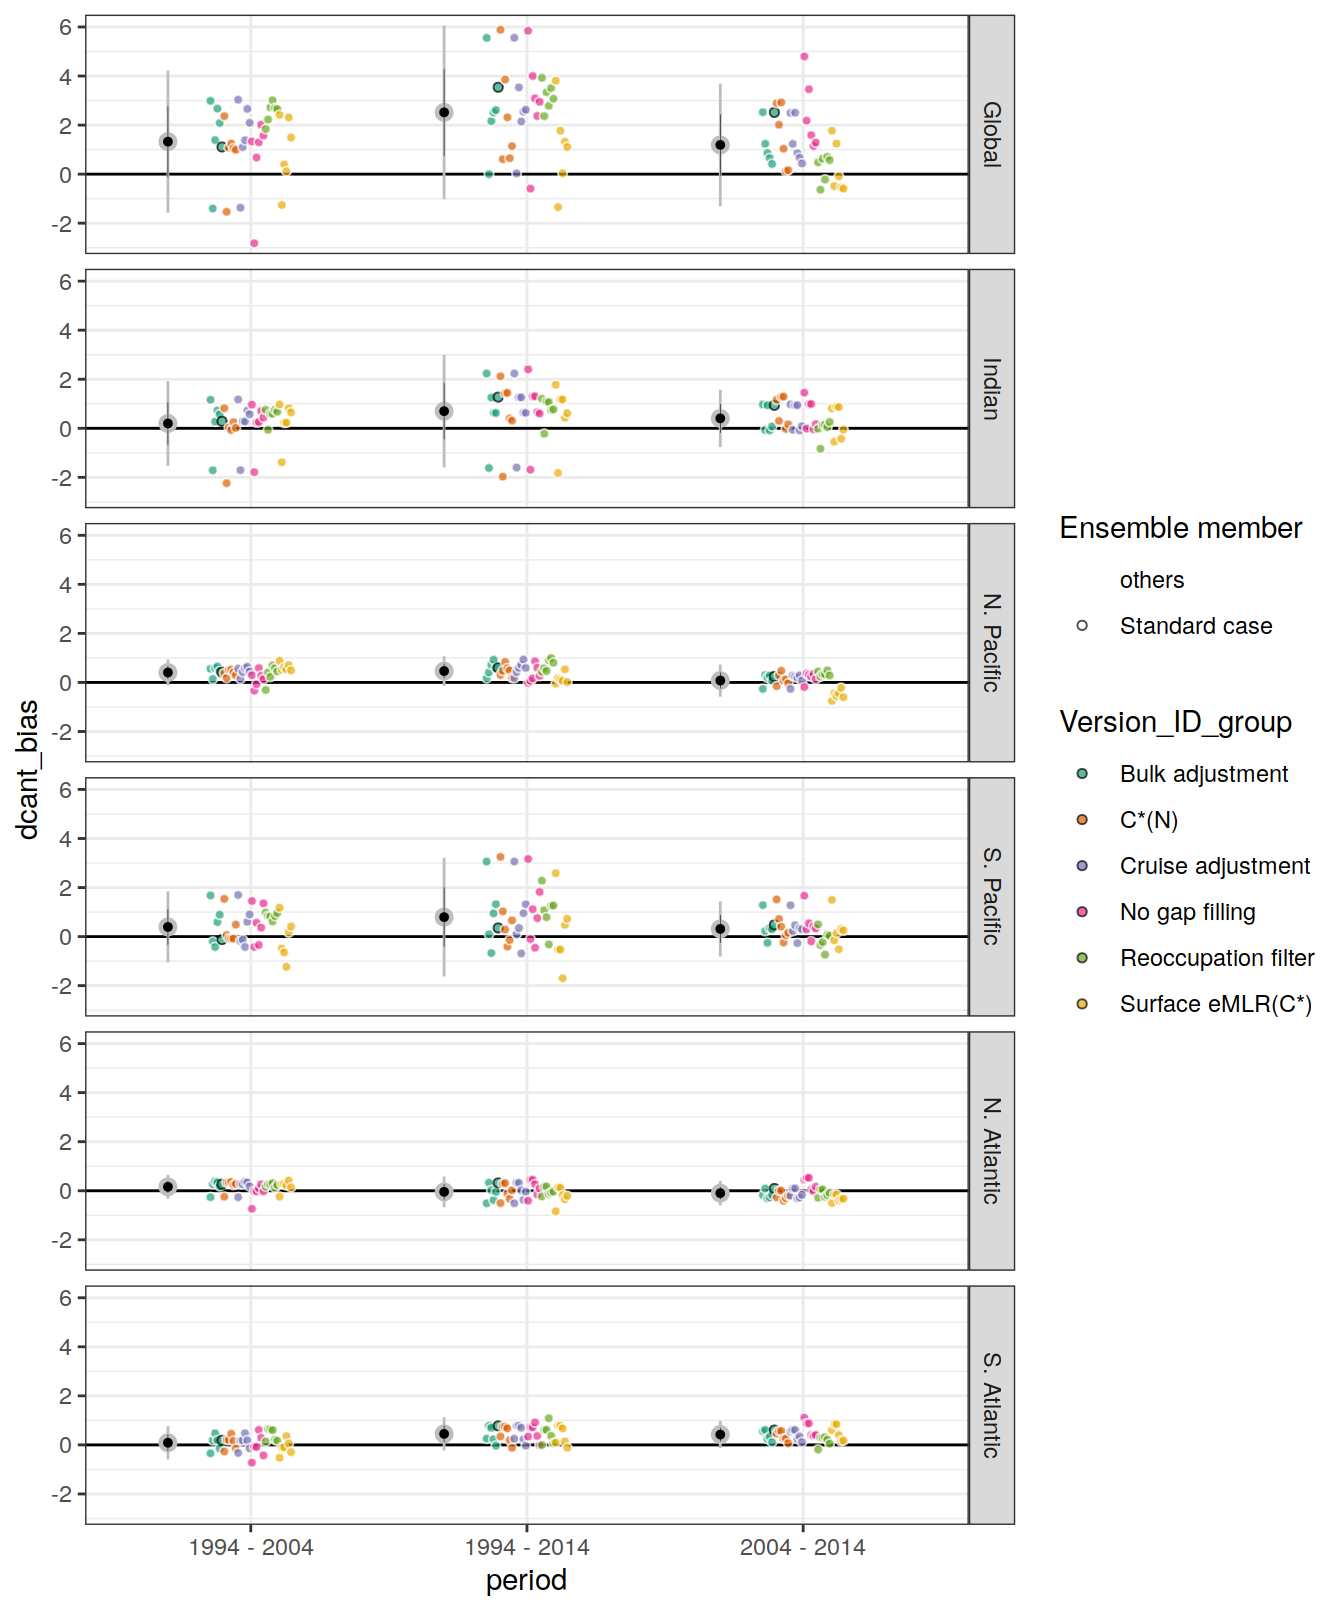 6
4
2
0
-2
Global
6
4
2
0
-2
Indian
6
4
2
0
-2
N. Pacific
6
4
2
0
-2
S. Pacific
6
4
2
0
-2
N. Atlantic
6
4
2
0
-2
S. Atlantic
dcant_bias
1994 - 2004
1994 - 2014
2004 - 2014
period
Ensemble member
others
Standard case
Version_ID_group
Bulk adjustment
C*(N)
Cruise adjustment
No gap filling
Reoccupation filter
Surface eMLR(C*)